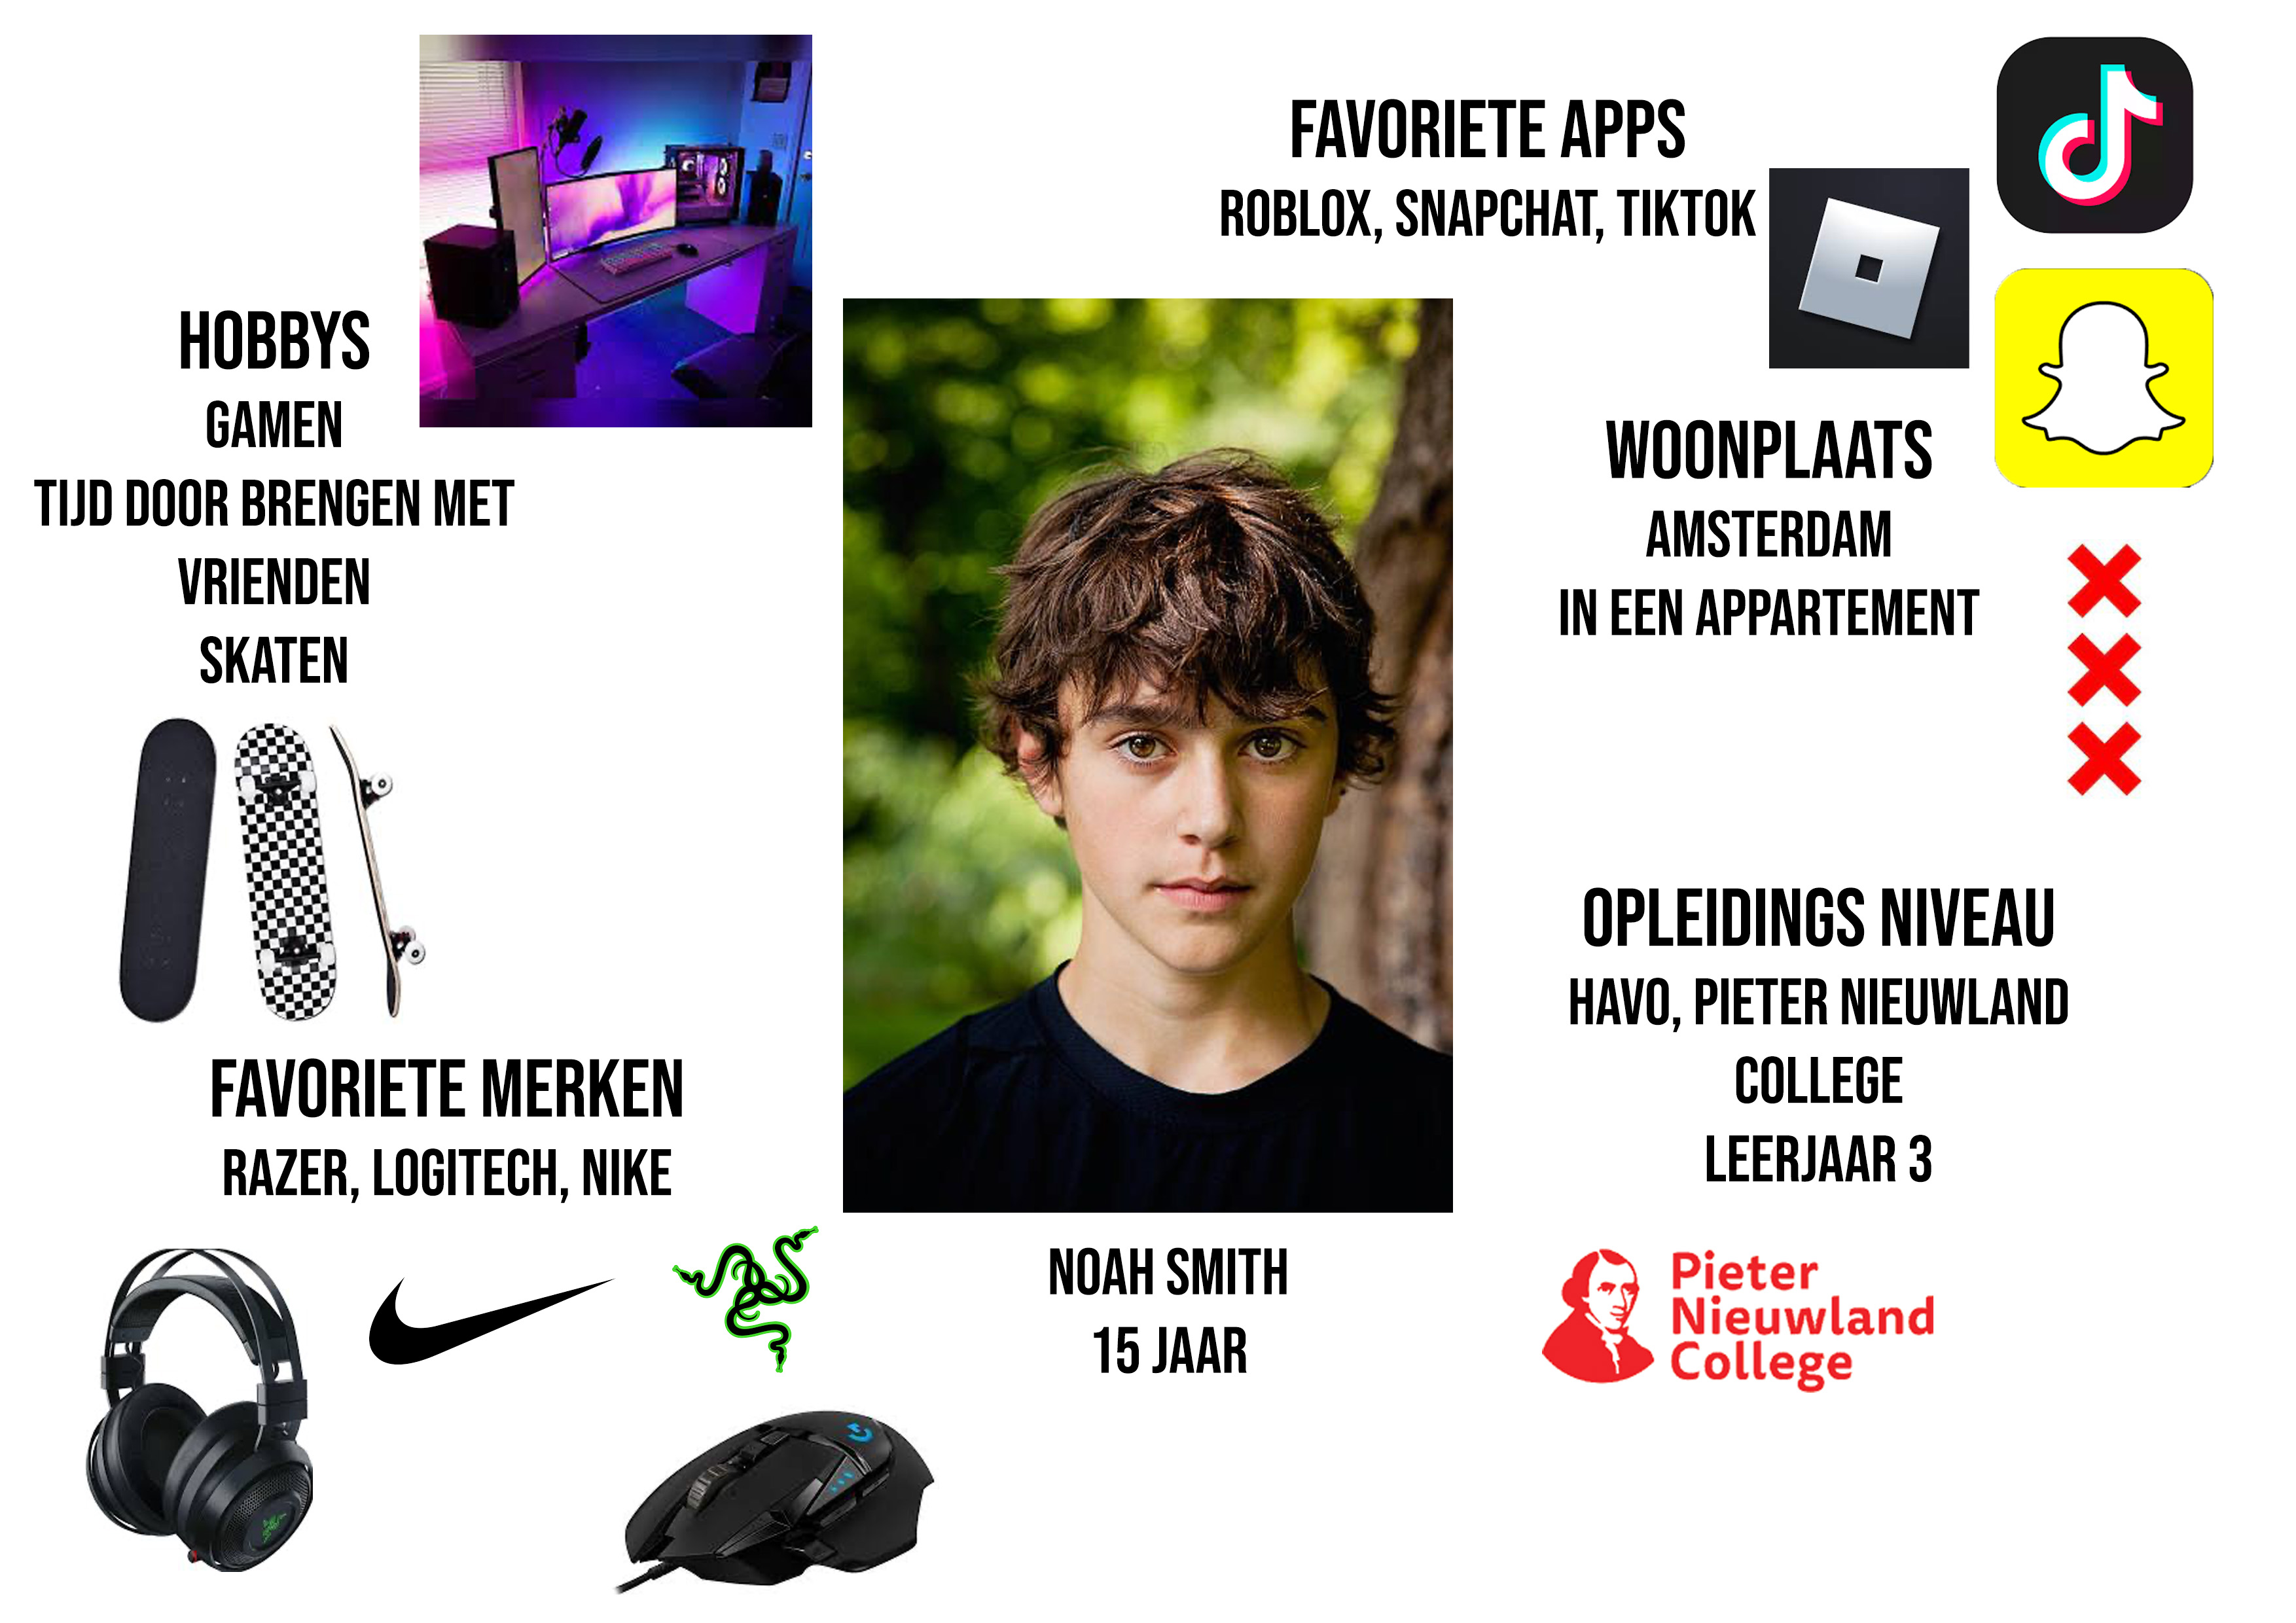 FAVORIETE APPS
ROBLOX, SNAPCHAT, TIKTOK
HOBBYS
GAMEN
TIJD DOOR BRENGEN MET
VRIENDEN
SKATEN
WOONPLAATS
AMSTERDAM
IN EEN APPARTEMENT
OPLEIDINGS NIVEAU
HAVO, PIETER NIEUWLAND
COLLEGE
LEERJAAR 3
FAVORIETE MERKEN
RAZER, LOGITECH, NIKE
NOAH SMITH
15 JAAR
Pieter
Nieuwland
College